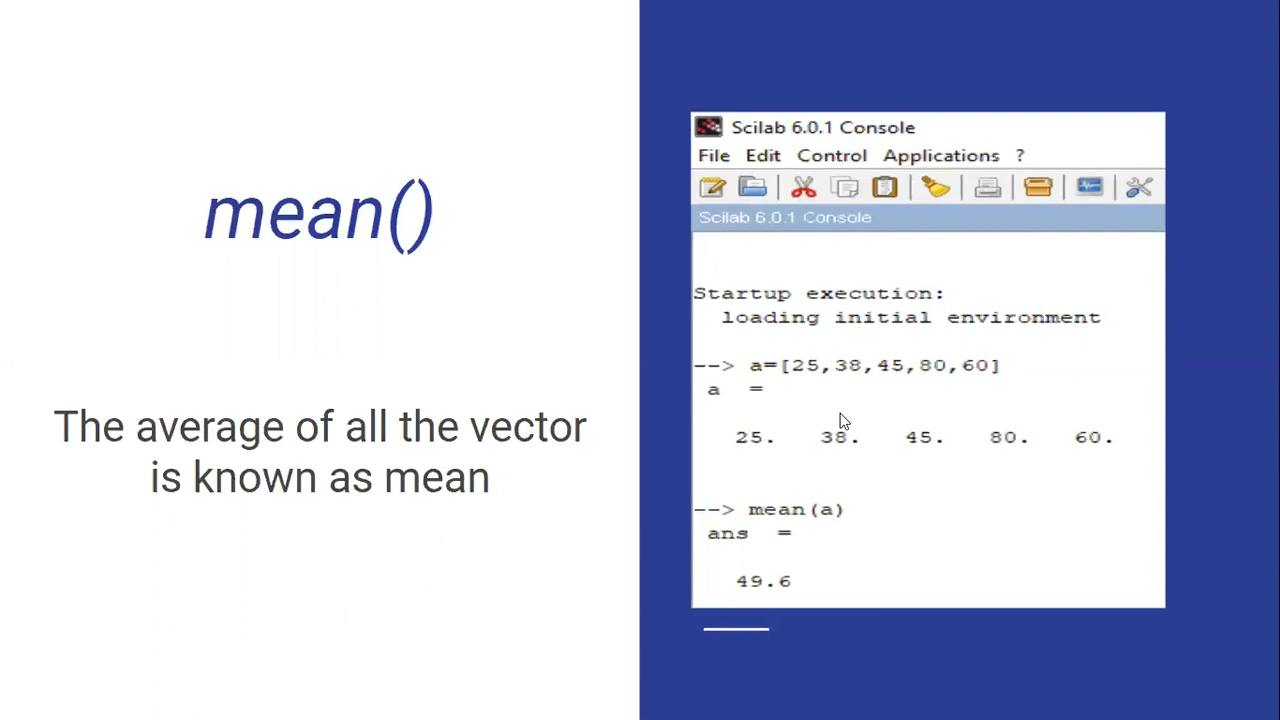 mean()
The average of all the vector
is known as mean
Scilab 6.0.1 Console
File Edit Control Applications ?
Scilab 6.0.1 Console
Startup execution:
loading initial environment
--> a=[25,38,45,80,60]
a =
25. 38. 45. 80. 60.
--> mean(a)
ans =
49.6